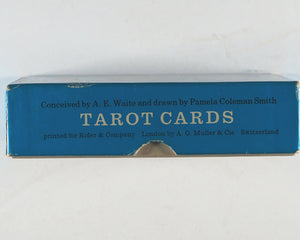 Conceived by A. E. Waite and drawn by Pamela Coleman Smith
TAROT CARDS
printed for Rider & Company London by A. G. Muller & Cie Switzerland